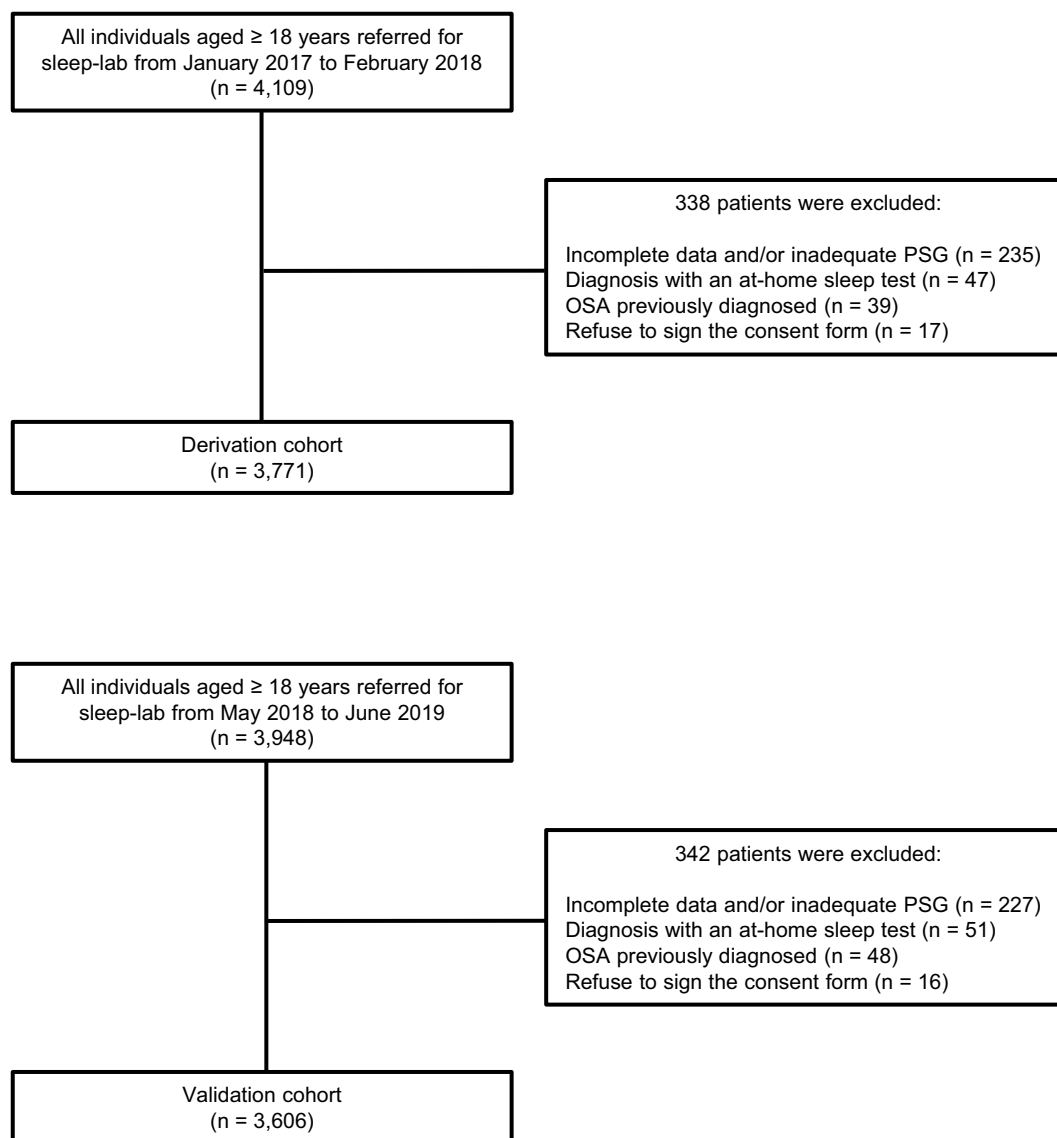 All individuals aged ≥ 18 years referred for
sleep-lab from January 2017 to February 2018
(n = 4,109)
338 patients were excluded:
Incomplete data and/or inadequate PSG (n = 235)
Diagnosis with an at-home sleep test (n = 47)
OSA previously diagnosed (n = 39)
Refuse to sign the consent form (n = 17)
Derivation cohort
(n = 3,771)
All individuals aged ≥ 18 years referred for
sleep-lab from May 2018 to June 2019
(n = 3,948)
342 patients were excluded:
Incomplete data and/or inadequate PSG (n = 227)
Diagnosis with an at-home sleep test (n = 51)
OSA previously diagnosed (n = 48)
Refuse to sign the consent form (n = 16)
Validation cohort
(n = 3,606)